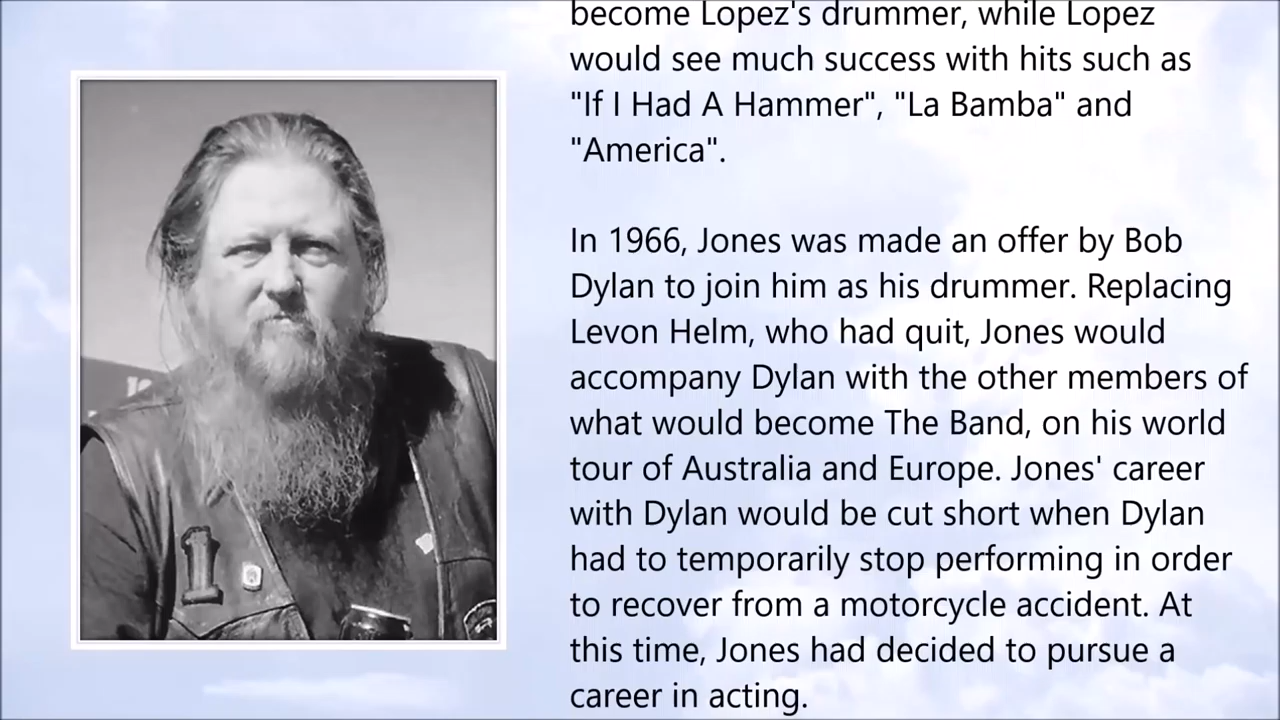 become Lopez's drummer, while Lopez
would see much success with hits such as
"If I Had A Hammer", "La Bamba" and
"America".
In 1966, Jones was made an offer by Bob
Dylan to join him as his drummer. Replacing
Levon Helm, who had quit, Jones would
accompany Dylan with the other members of
what would become The Band, on his world
tour of Australia and Europe. Jones' career
with Dylan would be cut short when Dylan
had to temporarily stop performing in order
to recover from a motorcycle accident. At
this time, Jones had decided to pursue a
career in acting.
1